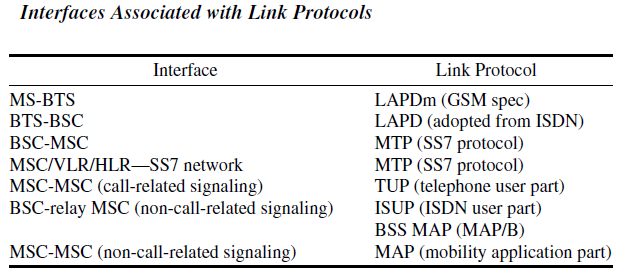 Interfaces Associated with Link Protocols
Interface Link Protocol
MS-BTS LAPDm (GSM spec)
BTS-BSC LAPD (adopted from ISDN)
BSC-MSC MTP (SS7 protocol)
MSC/VLR/HLR—SS7 network MTP (SS7 protocol)
MSC-MSC (call-related signaling) TUP (telephone user part)
BSC-relay MSC (non-call-related signaling) ISUP (ISDN user part)
BSS MAP (MAP/B)
MSC-MSC (non-call-related signaling) MAP (mobility application part)